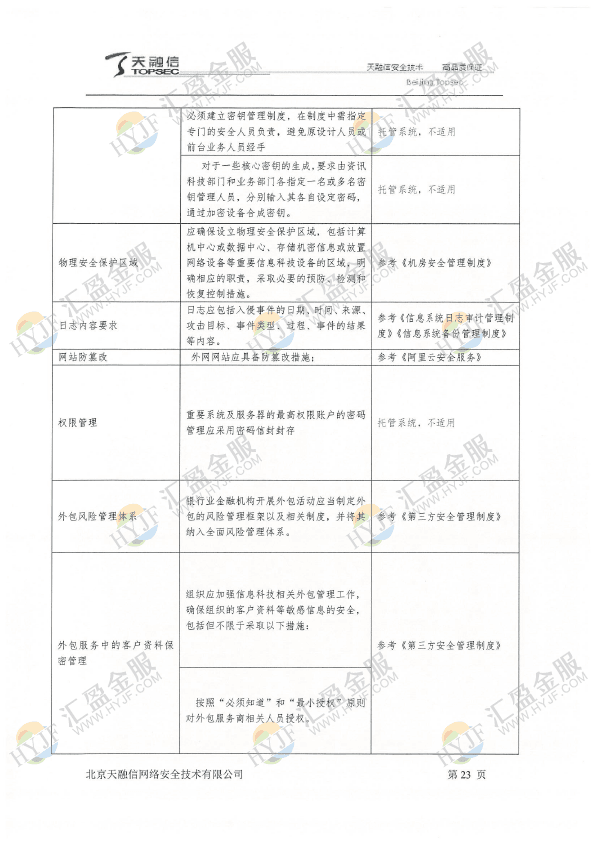 天融信
TOPSEC
天融信安全技术 高品质保证
Beijing Topsec
必须建立密钥管理制度，在制度中需指定
专门的安全人员负责，避免原设计人员或
前台业务人员经手
托管系统，不适用
对于一些核心密钥的生成，要求由资讯
科技部门和业务部门各指定一名或多名密
钥管理人员，分别输入其各自设定密码，
通过加密设备合成密钥。
托管系统，不适用
物理安全保护区域
应确保设立物理安全保护区域，包括计算
机中心或数据中心、存储机密信息或放置
网络设备等重要信息科技设备的区域，明
确相应的职责，采取必要的预防、检测和
恢复控制措施。
参考《机房安全管理制度》
日志内容要求
日志应包括入侵事件的日期、时间、来源、
攻击目标、事件类型、过程、事件的结果
等内容。
参考《信息系统日志审计管理制
度》《信息系统备份管理制度》
网站防篡改
外网网站应具备防篡改措施；
参考《阿里云安全服务》
权限管理
重要系统及服务器的最高权限账户的密码
管理应采用密码信封封存
托管系统，不适用
外包风险管理体系
银行业金融机构开展外包活动应当制定外
包的风险管理框架以及相关制度，并将其
纳入全面风险管理体系。
参考《第三方安全管理制度》
外包服务中的客户资料保
密管理
组织应加强信息科技相关外包管理工作，
确保组织的客户资料等敏感信息的安全，
包括但不限于采取以下措施：
参考《第三方安全管理制度》
按照“必须知道”和“最小授权”原则
对外包服务商相关人员授权。
北京天融信网络安全技术有限公司 第 23 页
HYJF 汇盈金服
WWW.HYJF.COM